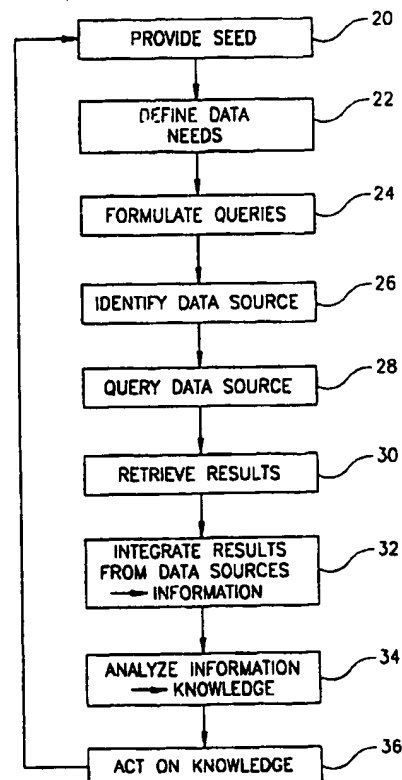 PROVIDE SEED
20
DEFINE DATA
NEEDS
22
FORMULATE QUERIES
24
IDENTIFY DATA SOURCE
26
QUERY DATA SOURCE
28
RETRIEVE RESULTS
30
INTEGRATE RESULTS
FROM DATA SOURCES
→ INFORMATION
32
ANALYZE INFORMATION
→ KNOWLEDGE
34
ACT ON KNOWLEDGE
36